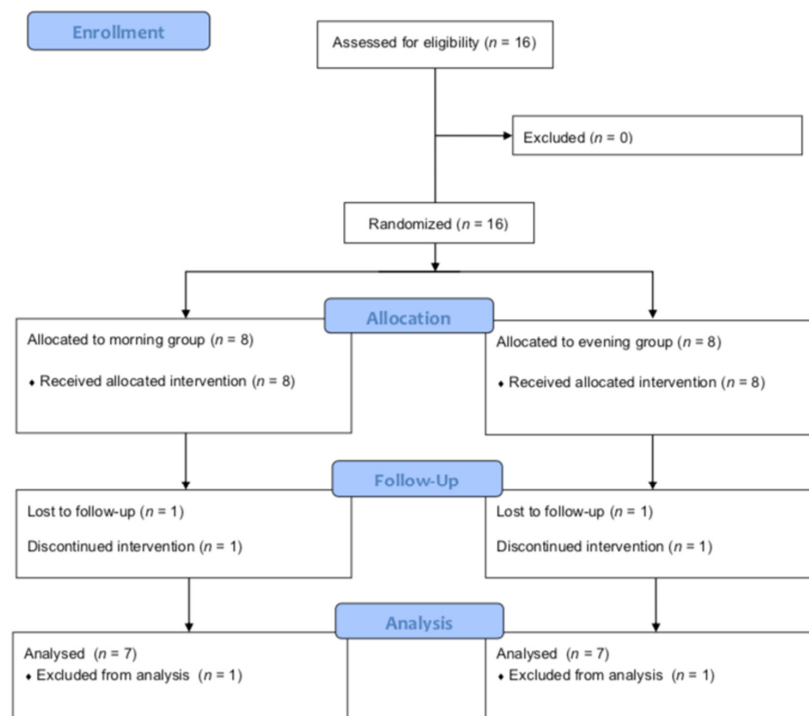 Enrollment
Assessed for eligibility (n = 16)
Excluded (n = 0)
Randomized (n = 16)
Allocation
Allocated to morning group (n = 8)
♦ Received allocated intervention (n = 8)
Allocated to evening group (n = 8)
♦ Received allocated intervention (n = 8)
Follow-Up
Lost to follow-up (n = 1)
Discontinued intervention (n = 1)
Lost to follow-up (n = 1)
Discontinued intervention (n = 1)
Analysis
Analysed (n = 7)
♦ Excluded from analysis (n = 1)
Analysed (n = 7)
♦ Excluded from analysis (n = 1)